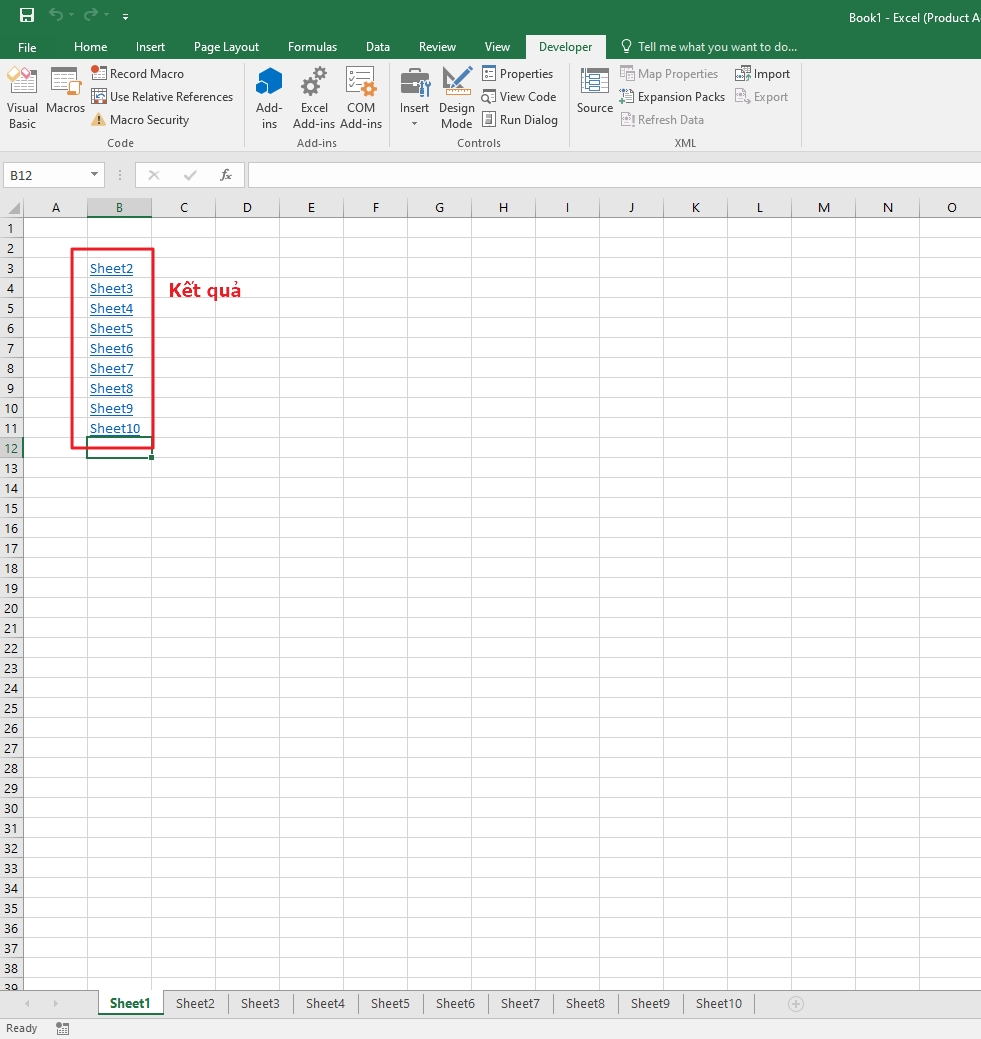 Book1 - Excel (Product A
File Home Insert Page Layout Formulas Data Review View Developer Tell me what you want to do...
Visual Basic
Macros
Record Macro
Use Relative References
Macro Security
Code
Add-ins
Excel Add-ins
COM Add-ins
Add-ins
Insert
Design Mode
Properties
View Code
Run Dialog
Controls
Source
Map Properties
Expansion Packs
Refresh Data
Import
Export
XML
B12 fx
A B C D E F G H I J K L M N O
1
2
3 Sheet2
4 Sheet3 Kết quả
5 Sheet4
6 Sheet5
7 Sheet6
8 Sheet7
9 Sheet8
10 Sheet9
11 Sheet10
12
13
14
15
16
17
18
19
20
21
22
23
24
25
26
27
28
29
30
31
32
33
34
35
36
37
38
39
Sheet1 Sheet2 Sheet3 Sheet4 Sheet5 Sheet6 Sheet7 Sheet8 Sheet9 Sheet10
Ready